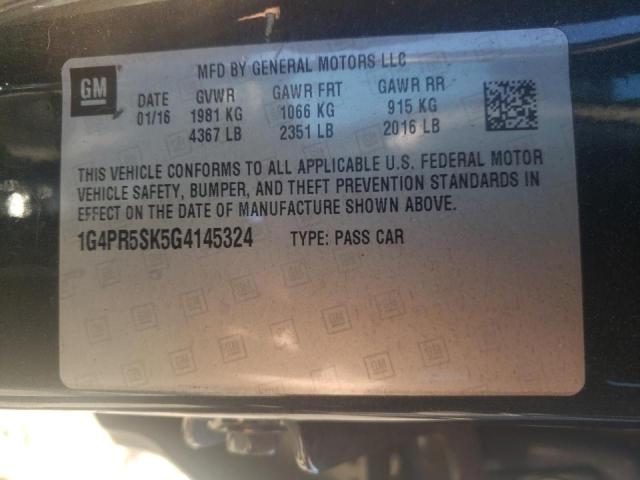 MFD BY GENERAL MOTORS LLC
GM
DATE GVWR GAWR FRT GAWR RR
01/16 1981 KG 1066 KG 915 KG
4367 LB 2351 LB 2016 LB
THIS VEHICLE CONFORMS TO ALL APPLICABLE U.S. FEDERAL MOTOR
VEHICLE SAFETY, BUMPER, AND THEFT PREVENTION STANDARDS IN
EFFECT ON THE DATE OF MANUFACTURE SHOWN ABOVE.
1G4PR5SK5G4145324 TYPE: PASS CAR